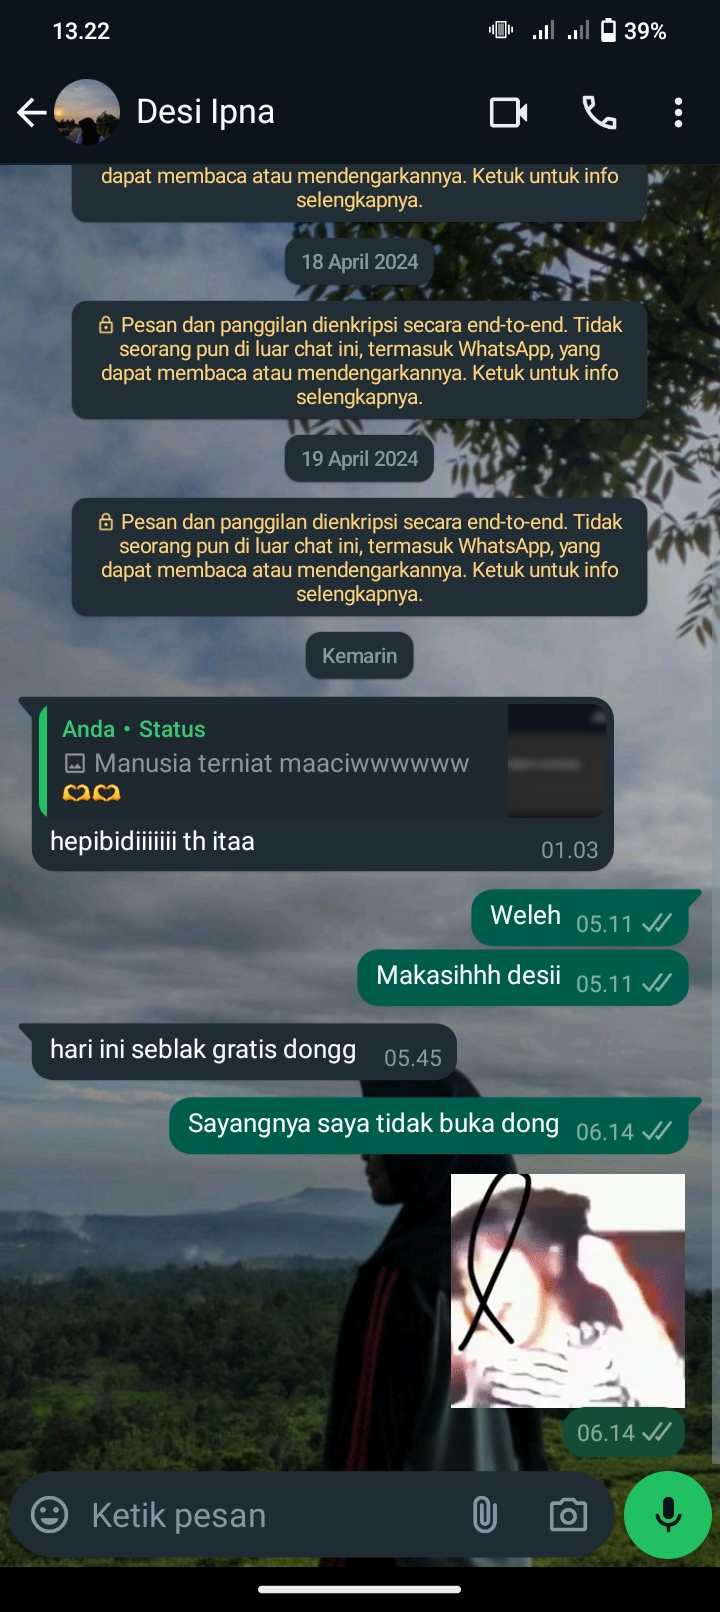 13.22
39%
Desi Ipna
dapat membaca atau mendengarkannya. Ketuk untuk info
selengkapnya.
18 April 2024
Pesan dan panggilan dienkripsi secara end-to-end. Tidak
seorang pun di luar chat ini, termasuk WhatsApp, yang
dapat membaca atau mendengarkannya. Ketuk untuk info
selengkapnya.
19 April 2024
Pesan dan panggilan dienkripsi secara end-to-end. Tidak
seorang pun di luar chat ini, termasuk WhatsApp, yang
dapat membaca atau mendengarkannya. Ketuk untuk info
selengkapnya.
Kemarin
Anda • Status
Manusia terniat maaciwwwwww
🫶🫶
hepibidiiiiiii th itaa 01.03
Weleh 05.11
Makasihhh desii 05.11
hari ini seblak gratis dongg 05.45
Sayangnya saya tidak buka dong 06.14
06.14
Ketik pesan